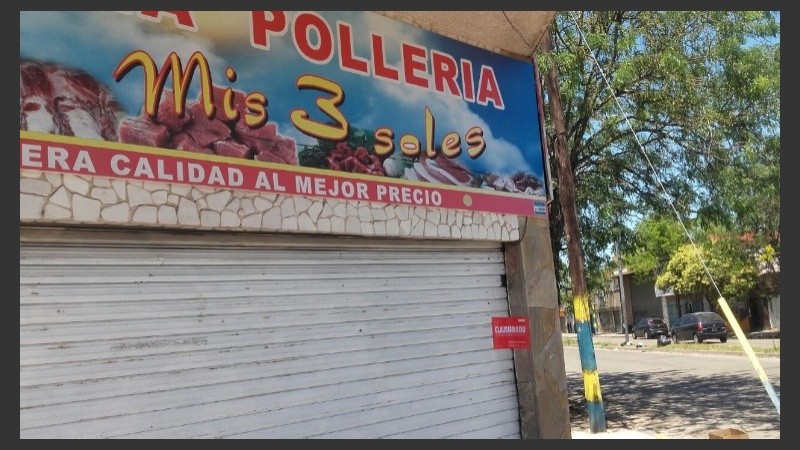 POLLERIA
Mis 3 soles
ERA CALIDAD AL MEJOR PRECIO
CLAUSURADO